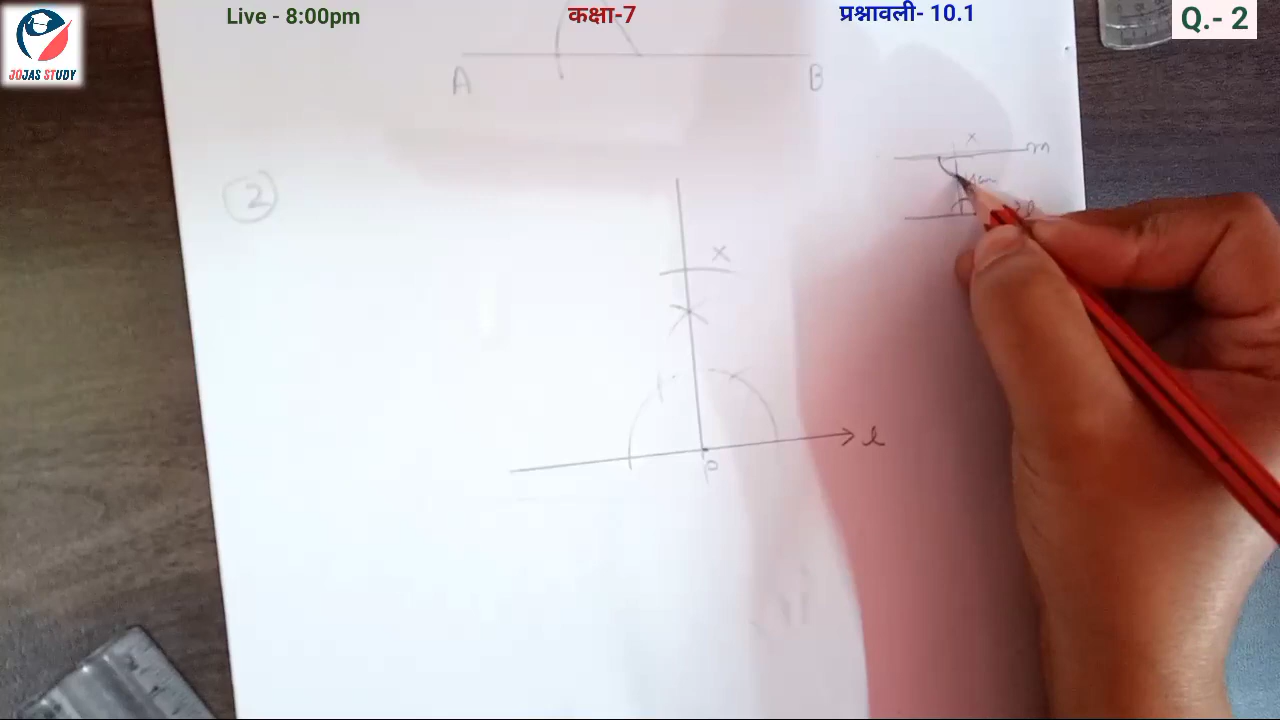 Live - 8:00pm
कक्षा-7
प्रश्नावली- 10.1
Q.- 2
JOJAS STUDY
A
B
2
x
m
x
l
l
P